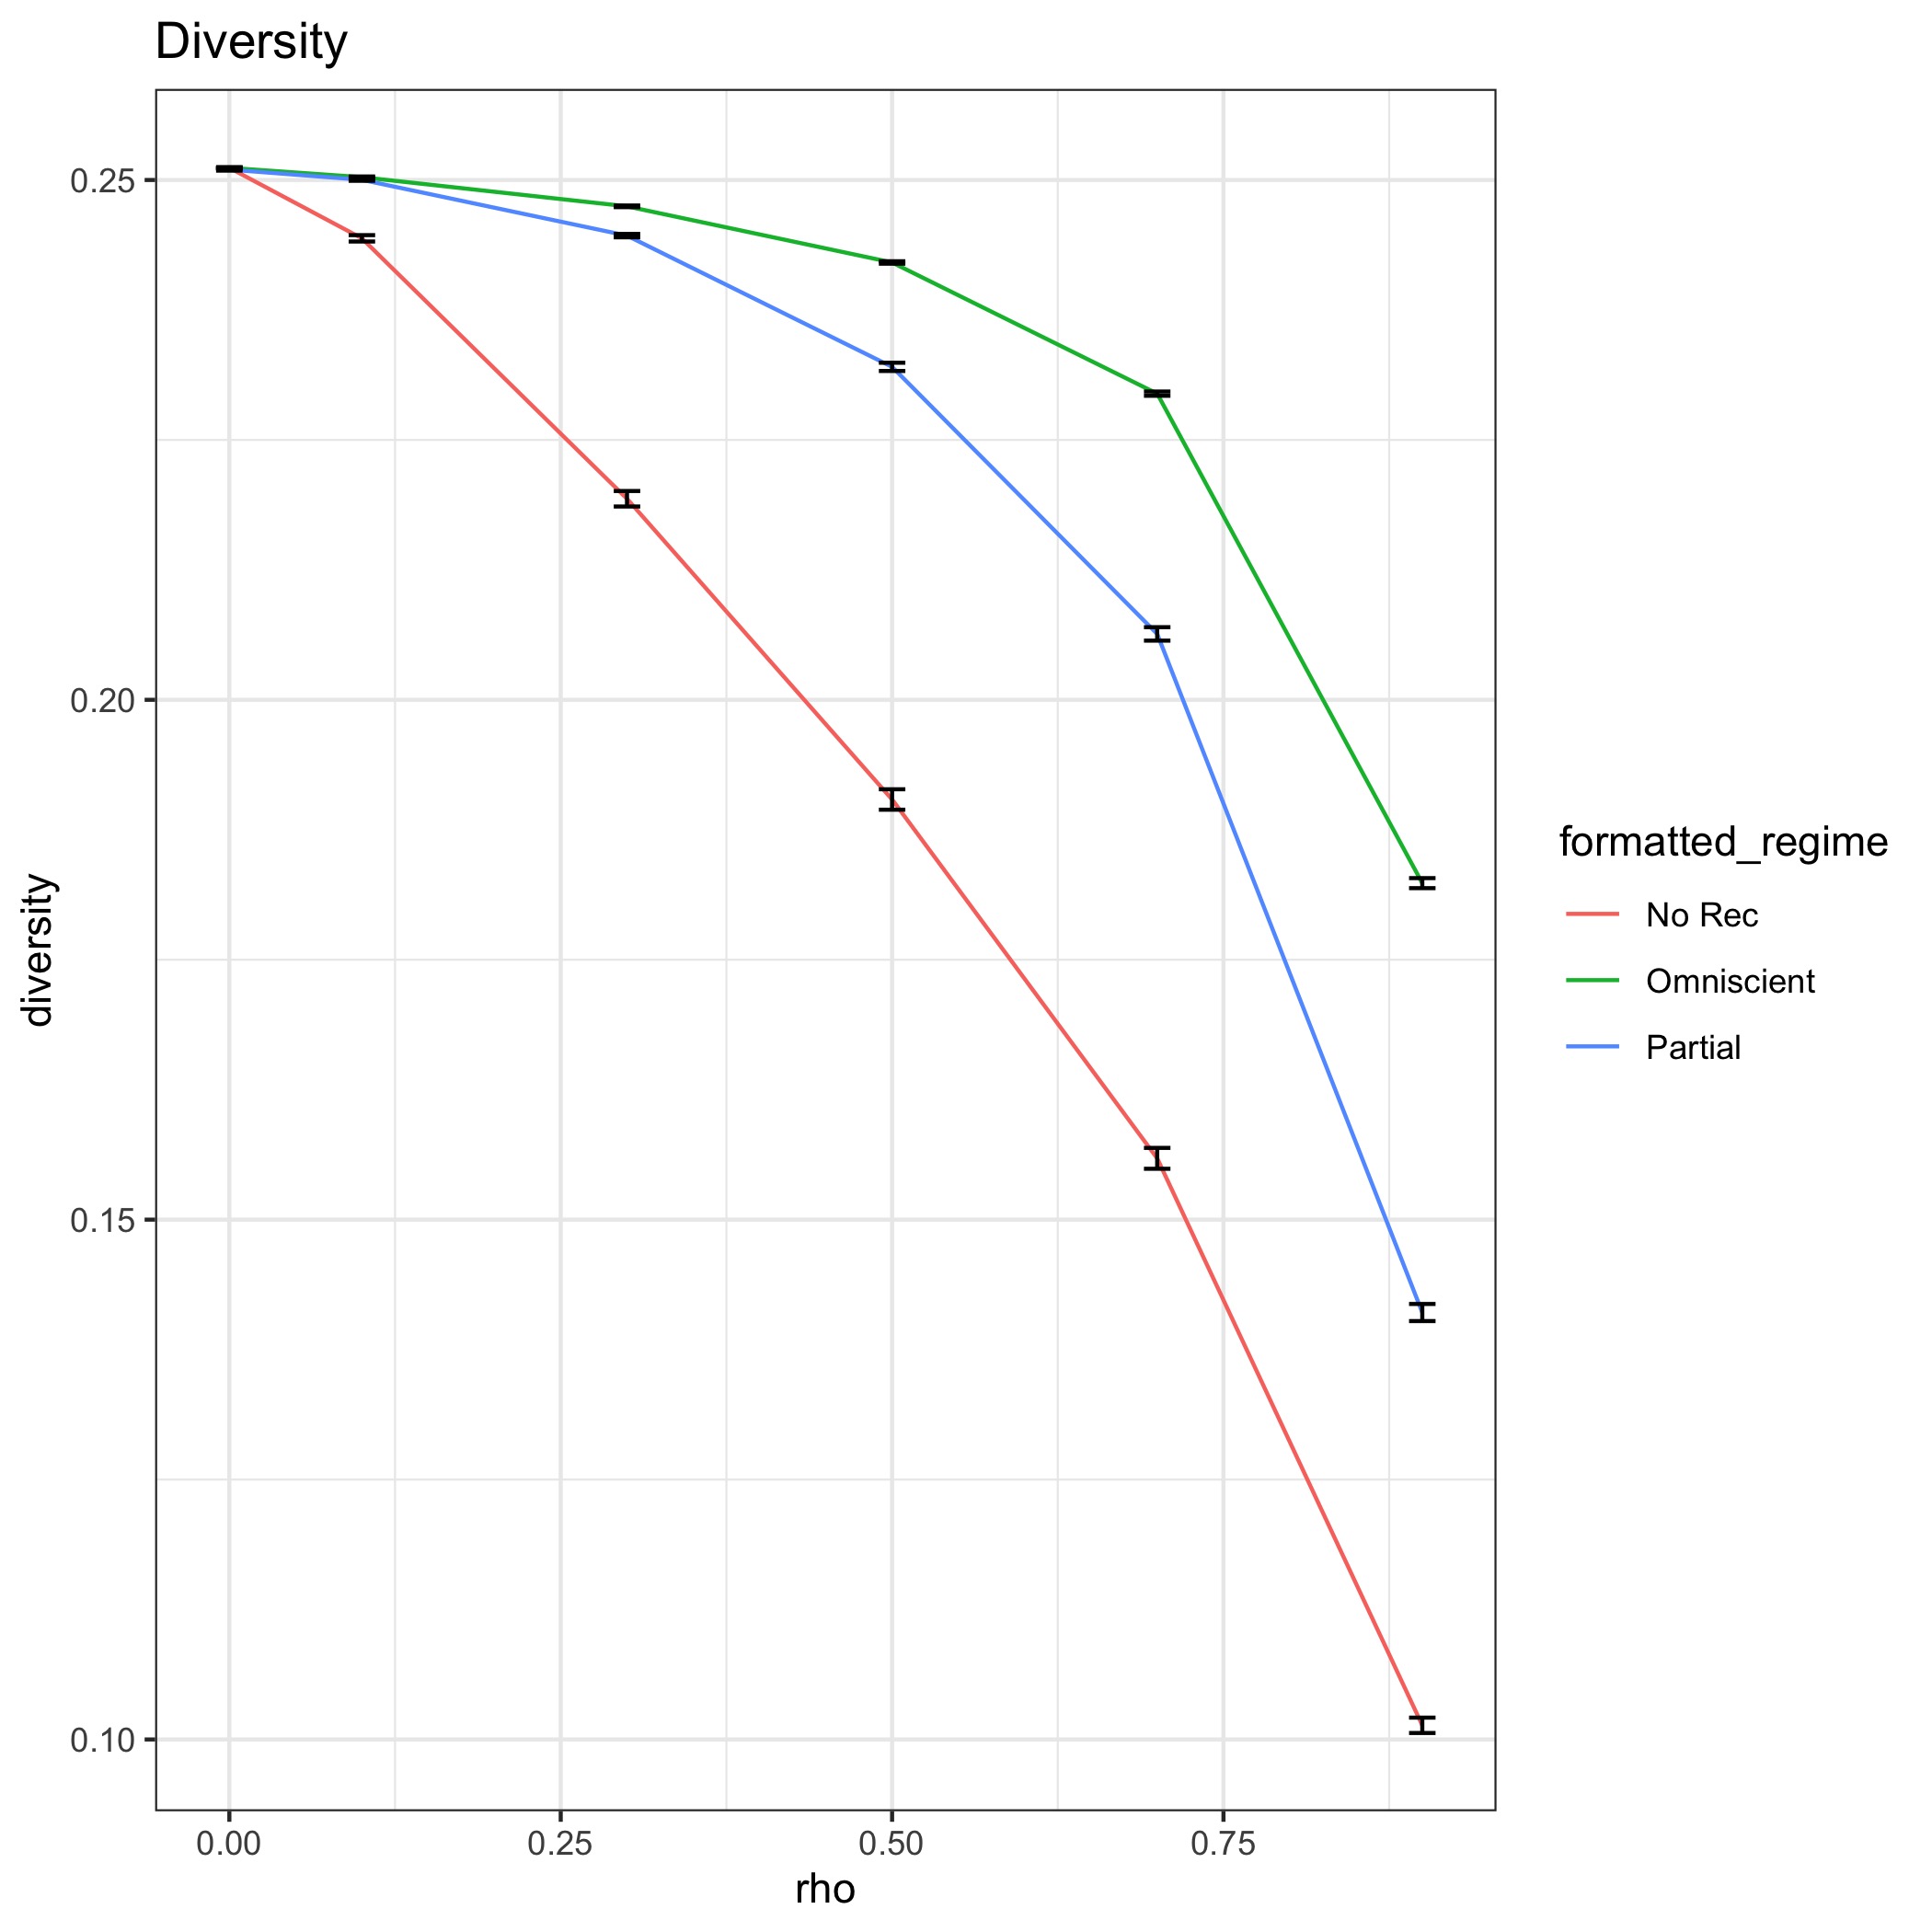 Diversity
0.25
0.20
0.15
0.10
diversity
0.00 0.25 0.50 0.75
rho
formatted_regime
No Rec
Omniscient
Partial